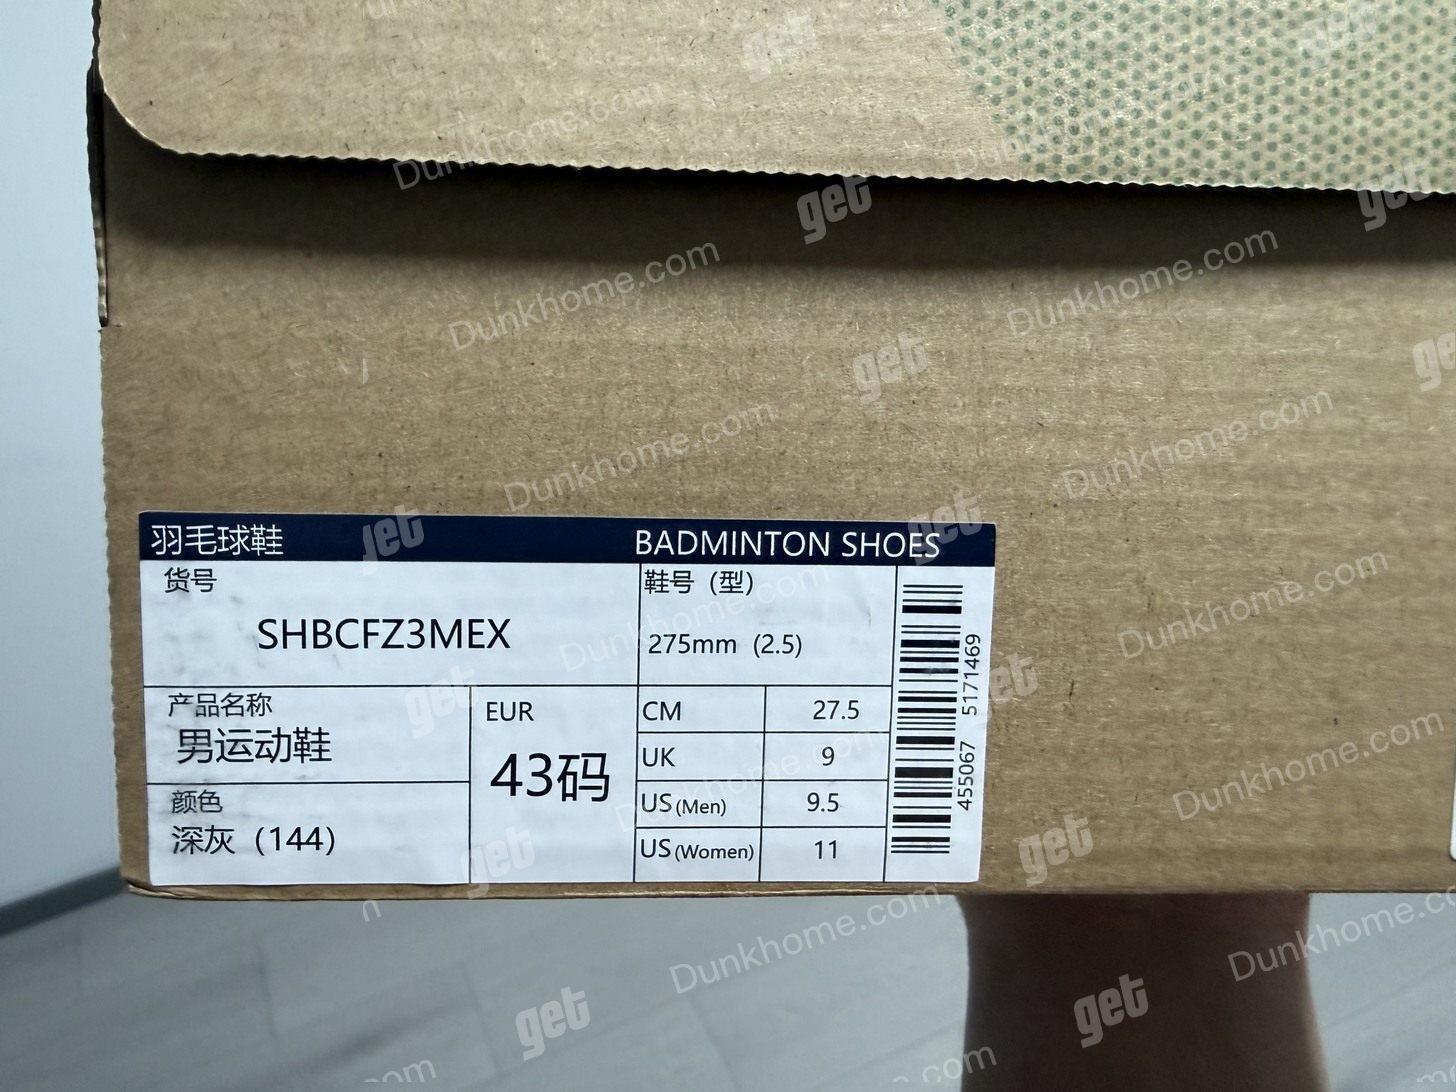 羽毛球鞋 BADMINTON SHOES
货号
SHBCFZ3MEX
鞋号（型）
275mm (2.5)
产品名称
男运动鞋
颜色
深灰（144）
EUR
43码
CM 27.5
UK 9
US (Men) 9.5
US (Women) 11
455067 5171469
get
Dunkhome.com